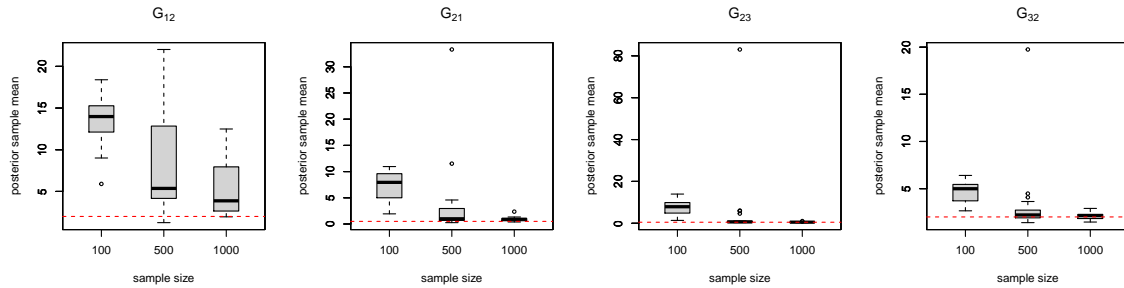 G12
posterior sample mean
5 10 15 20
100 500 1000
sample size
G21
posterior sample mean
0 5 10 15 20 25 30
100 500 1000
sample size
G23
posterior sample mean
0 20 40 60 80
100 500 1000
sample size
G32
posterior sample mean
5 10 15 20
100 500 1000
sample size